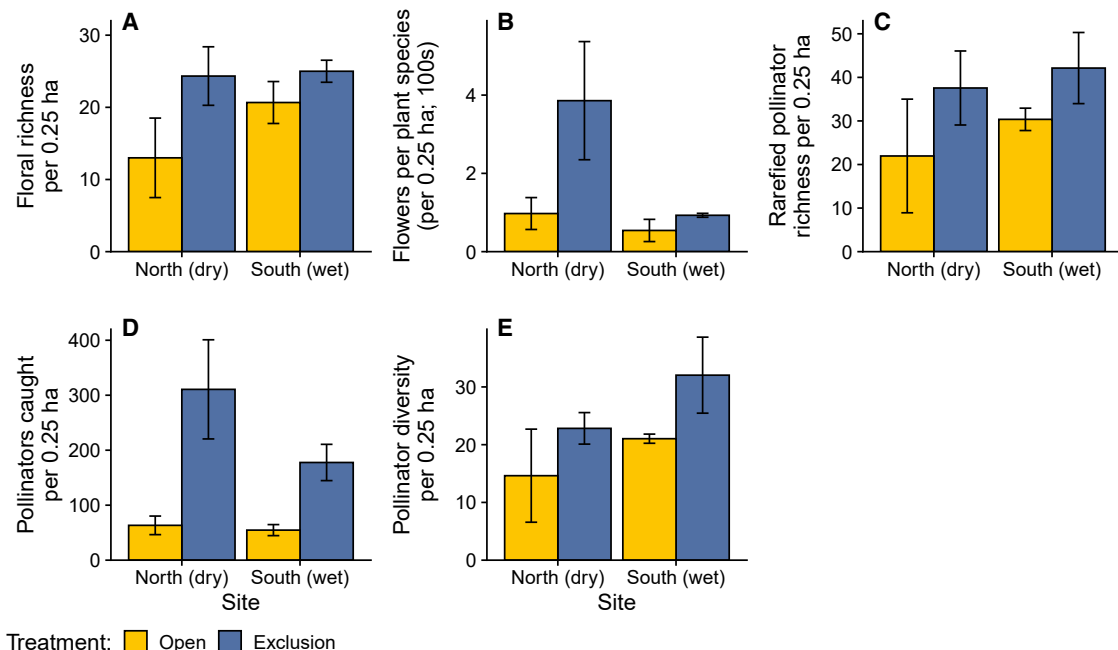 A
Floral richness
per 0.25 ha
30
20
10
0
North (dry) South (wet)
B
Flowers per plant species
(per 0.25 ha; 100s)
4
2
0
North (dry) South (wet)
C
Rarefied pollinator
richness per 0.25 ha
50
40
30
20
10
0
North (dry) South (wet)
D
Pollinators caught
per 0.25 ha
400
300
200
100
0
North (dry) South (wet)
Site
E
Pollinator diversity
per 0.25 ha
30
20
10
0
North (dry) South (wet)
Site
Treatment: Open Exclusion